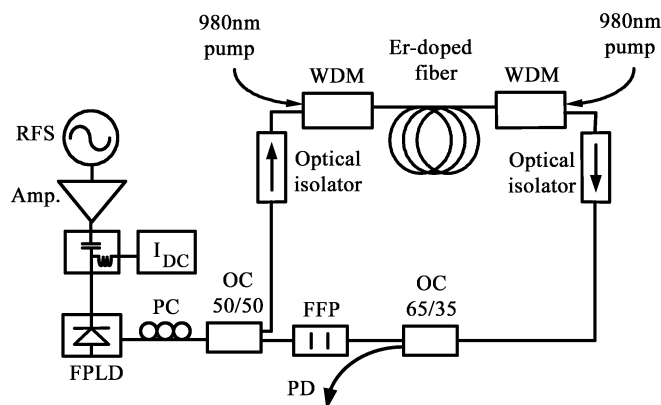 980nm
pump
WDM
Er-doped
fiber
WDM
980nm
pump
RFS
Optical
isolator
Optical
isolator
Amp.
I DC
PC
OC
50/50
FFP
OC
65/35
FPLD
PD